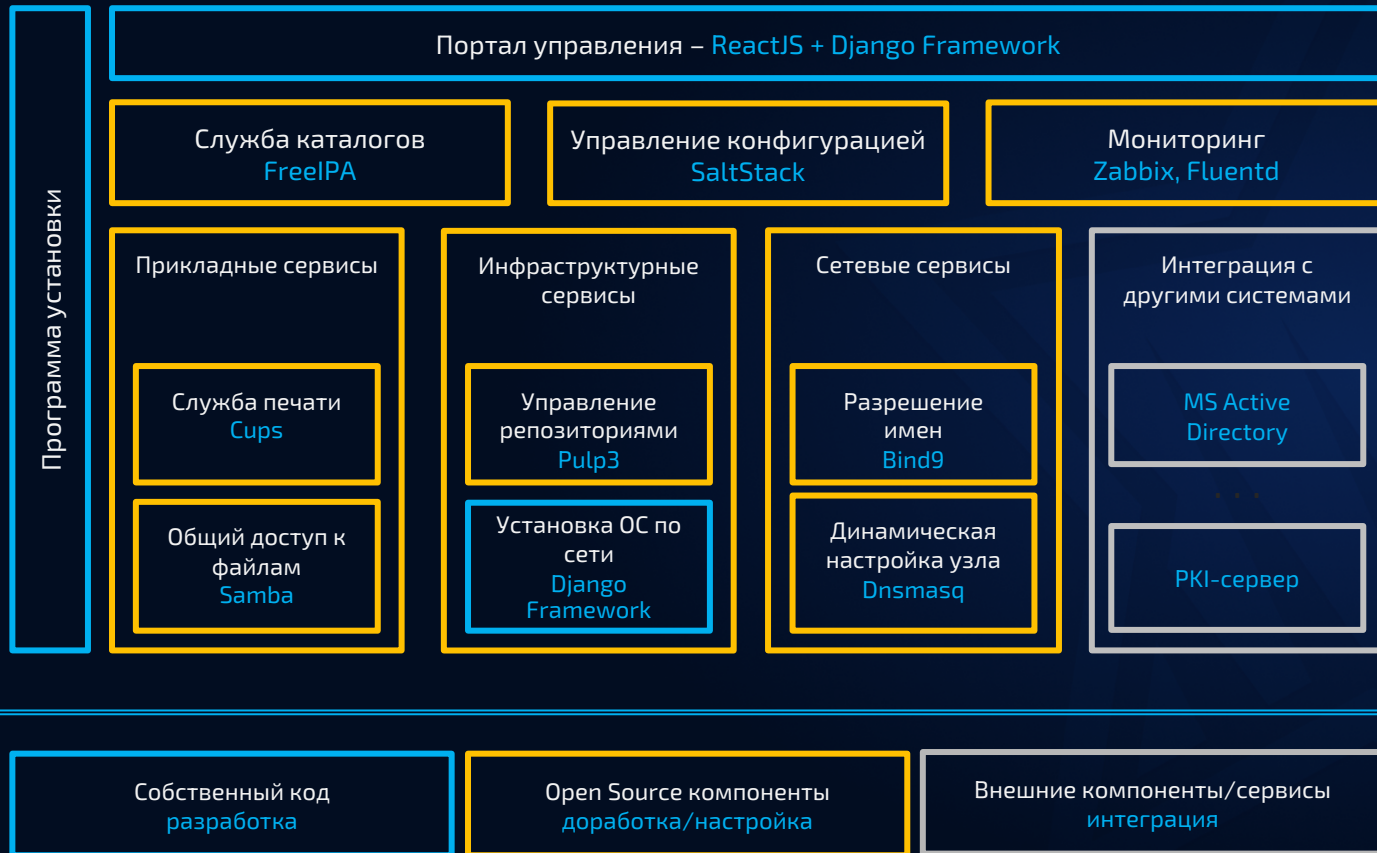 Программа установки
Портал управления – ReactJS + Django Framework
Служба каталогов
FreeIPA
Управление конфигурацией
SaltStack
Мониторинг
Zabbix, Fluentd
Прикладные сервисы
Служба печати
Cups
Общий доступ к
файлам
Samba
Инфраструктурные
сервисы
Управление
репозиториями
Pulp3
Установка ОС по
сети
Django
Framework
Сетевые сервисы
Разрешение
имен
Bind9
Динамическая
настройка узла
Dnsmasq
Интеграция с
другими системами
MS Active
Directory
. . .
PKI-сервер
Собственный код
разработка
Open Source компоненты
доработка/настройка
Внешние компоненты/сервисы
интеграция